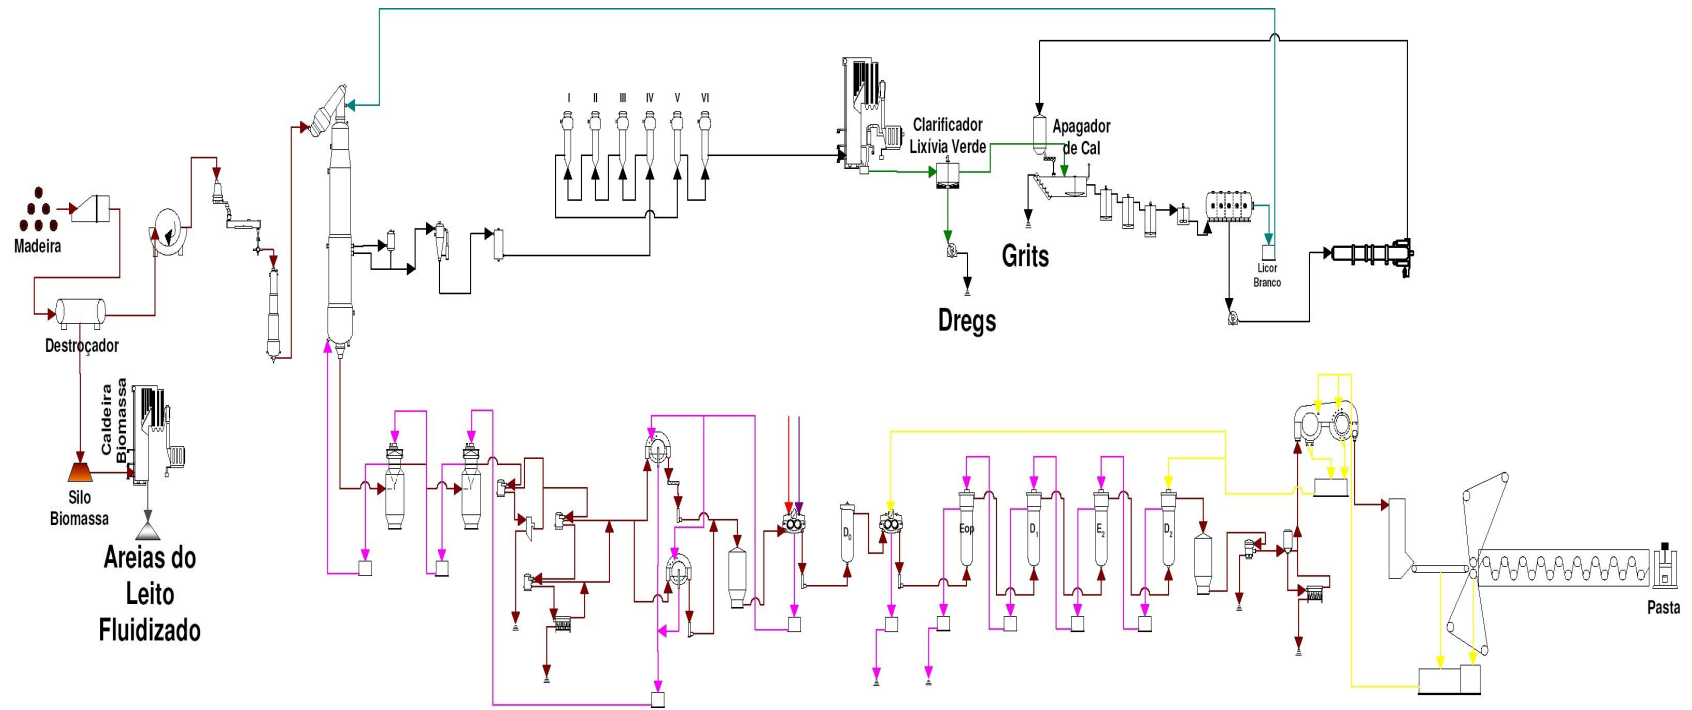 I II III IV V VI
Clarificador
Lixívia Verde
Apagador
de Cal
Madeira
Grits
Licor
Branco
Dregs
Destroçador
Caldeira
Biomassa
Silo
Biomassa
Areias do
Leito
Fluidizado
D0
Eop
D1
E2
D2
Pasta